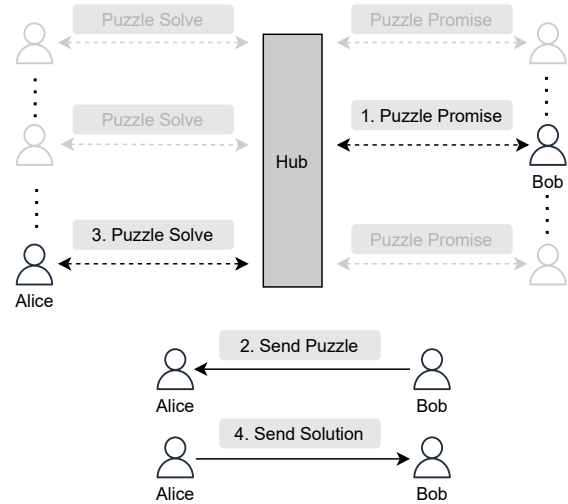 Puzzle Solve
Puzzle Promise
Puzzle Solve
1. Puzzle Promise
Hub
Bob
3. Puzzle Solve
Puzzle Promise
Alice
2. Send Puzzle
Alice
Bob
4. Send Solution
Alice
Bob